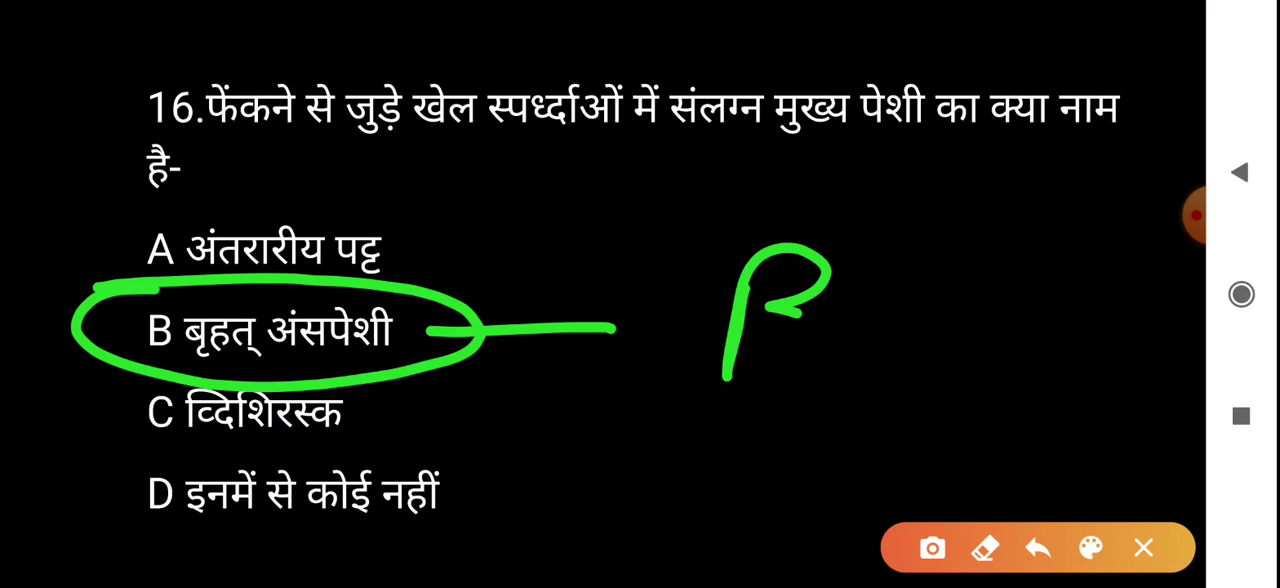 16.फेंकने से जुड़े खेल स्पर्ध्दाओं में संलग्न मुख्य पेशी का क्या नाम
है-
A अंतरारीय पट्ट
B बृहत् अंसपेशी
C व्दिशिरस्क
D इनमें से कोई नहीं